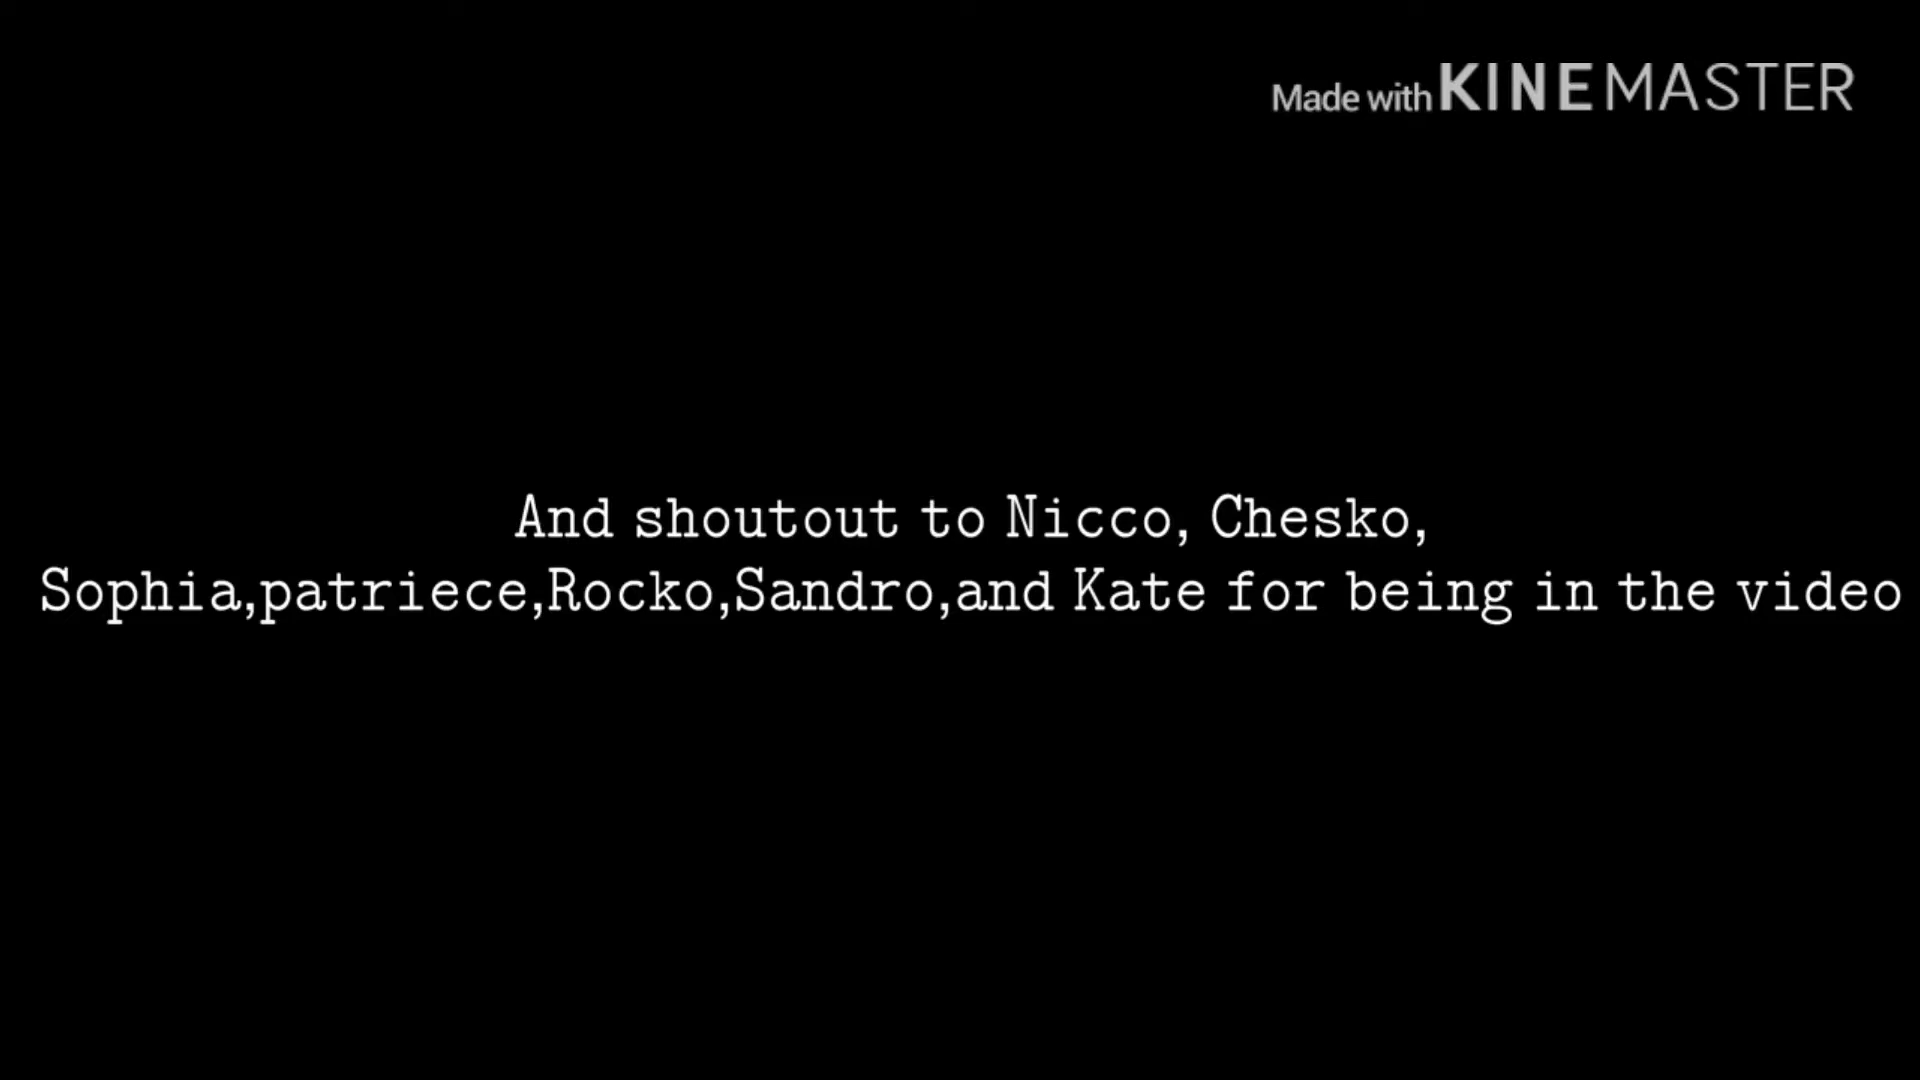 Made with KINEMASTER
And shoutout to Nicco, Chesko,
Sophia,patriece,Rocko,Sandro,and Kate for being in the video